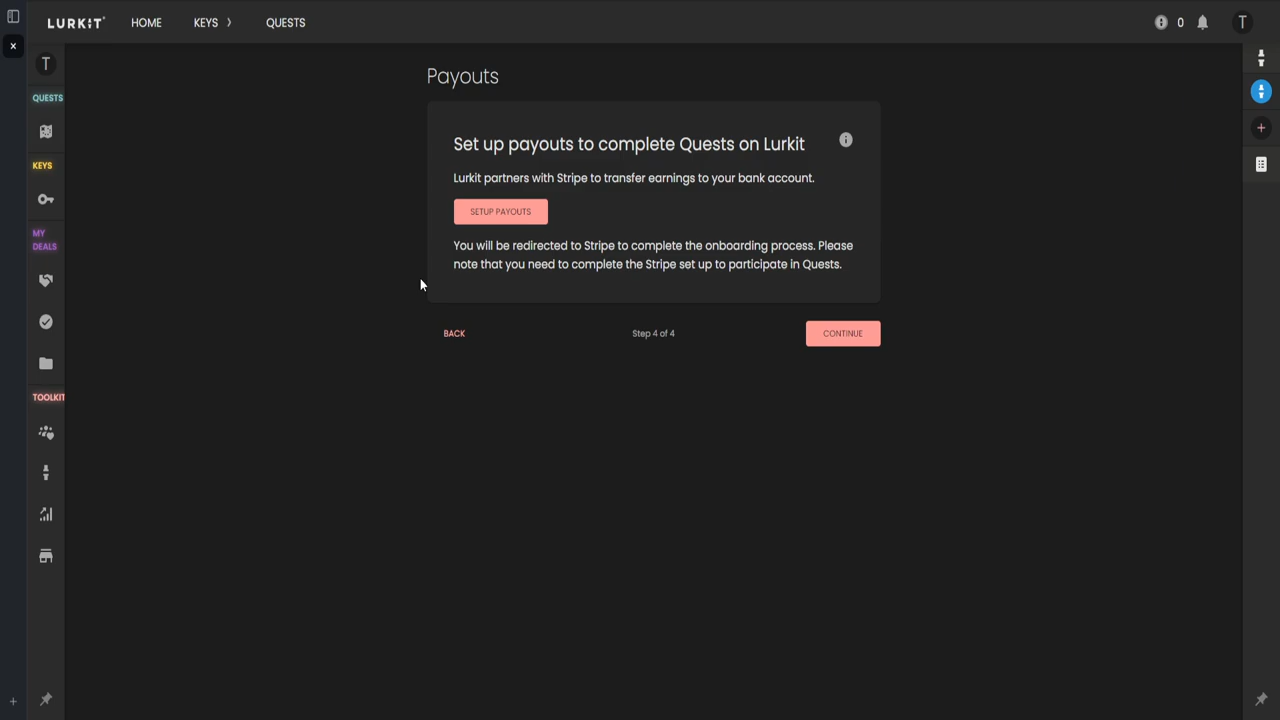 LURKIT HOME KEYS QUESTS 0 T
T
QUESTS
KEYS
MY
DEALS
TOOLKIT
Payouts
Set up payouts to complete Quests on Lurkit
Lurkit partners with Stripe to transfer earnings to your bank account.
SETUP PAYOUTS
You will be redirected to Stripe to complete the onboarding process. Please
note that you need to complete the Stripe set up to participate in Quests.
BACK Step 4 of 4 CONTINUE